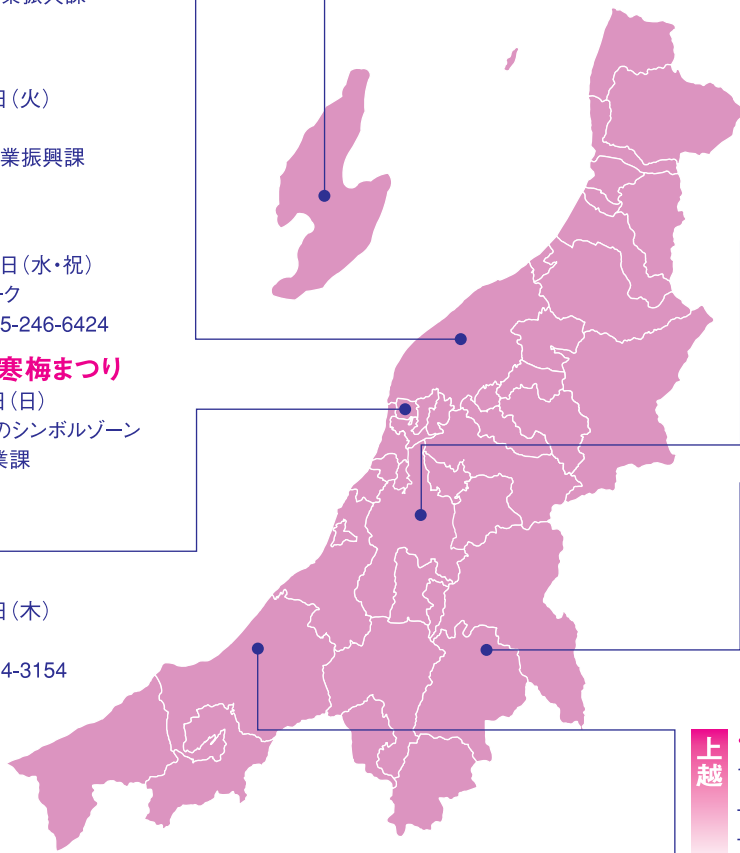 業振興課
日（火）
業振興課
日（水・祝）
ーク
5-246-6424
寒梅まつり
日（日）
のシンボルゾーン
業課
日（木）
4-3154
上越